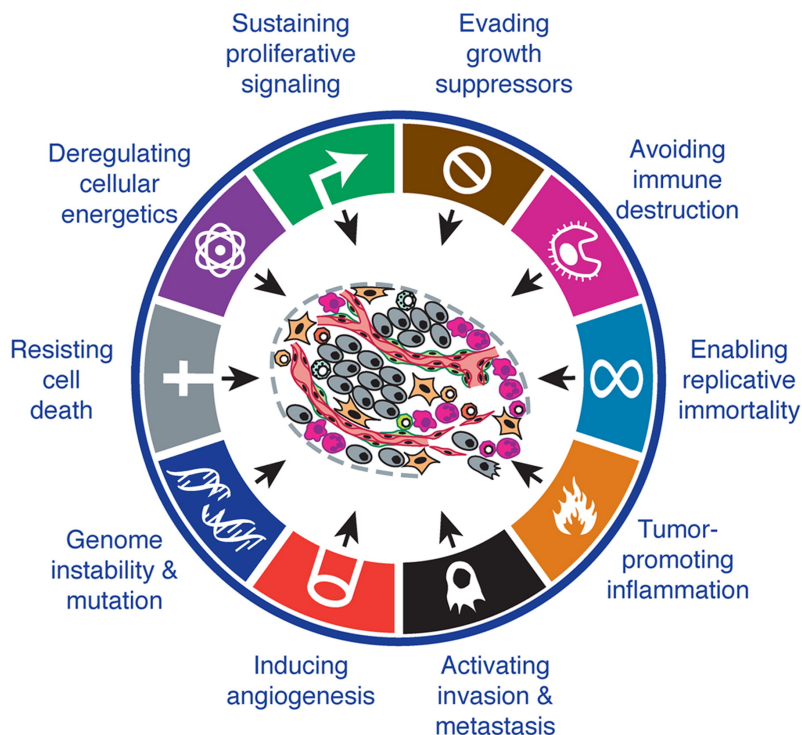 Sustaining
proliferative
signaling
Evading
growth
suppressors
Avoiding
immune
destruction
Enabling
replicative
immortality
Tumor-
promoting
inflammation
Activating
invasion &
metastasis
Inducing
angiogenesis
Genome
instability &
mutation
Resisting
cell
death
Deregulating
cellular
energetics